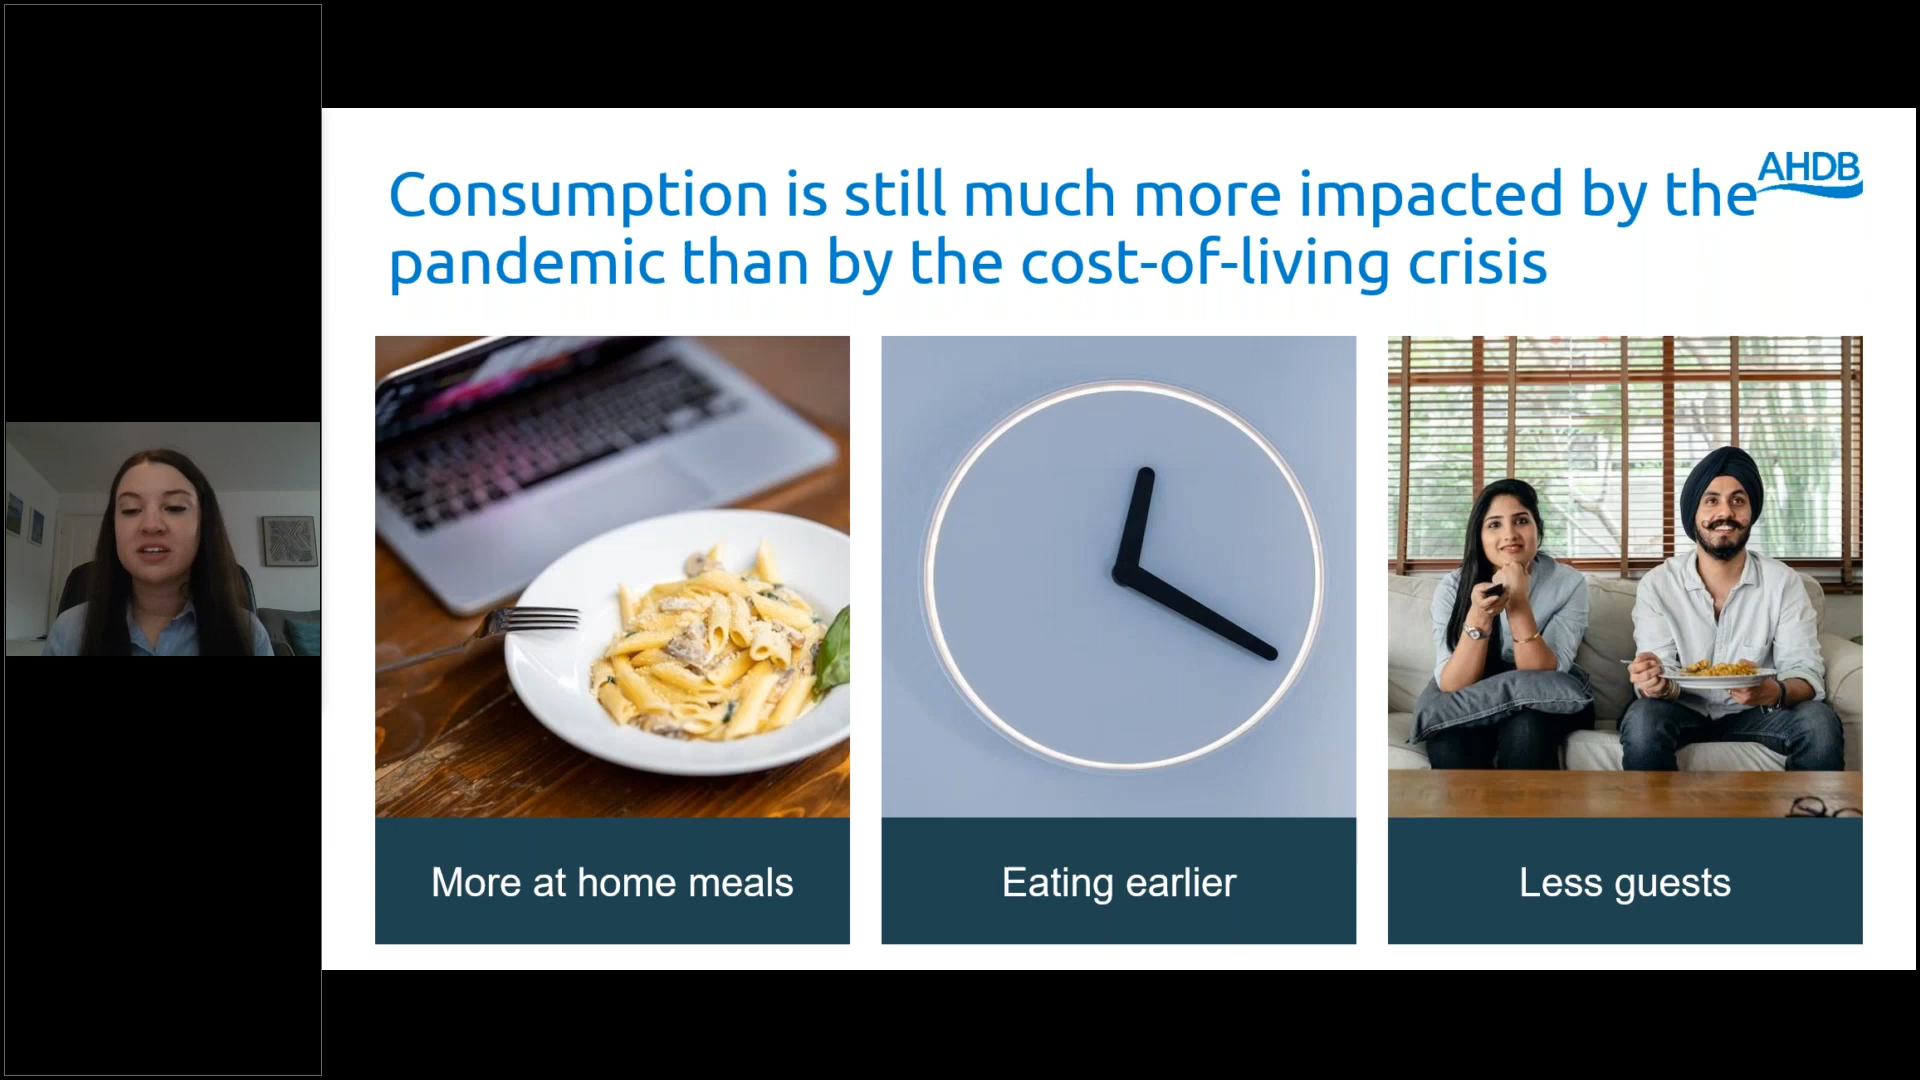 Consumption is still much more impacted by the
pandemic than by the cost-of-living crisis
AHDB
More at home meals
Eating earlier
Less guests